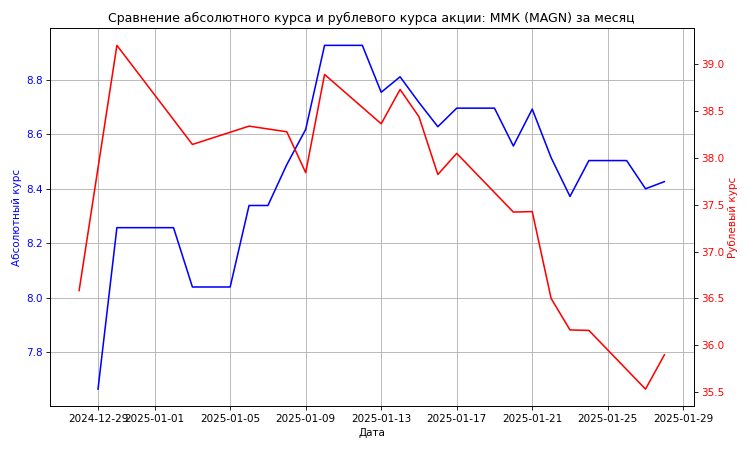 Сравнение абсолютного курса и рублевого курса акции: ММК (MAGN) за месяц
Абсолютный курс
8.8
8.6
8.4
8.2
8.0
7.8
39.0
38.5
38.0
37.5
37.0
36.5
36.0
35.5
Рублевый курс
2024-12-29 2025-01-01 2025-01-05 2025-01-09 2025-01-13 2025-01-17 2025-01-21 2025-01-25 2025-01-29
Дата